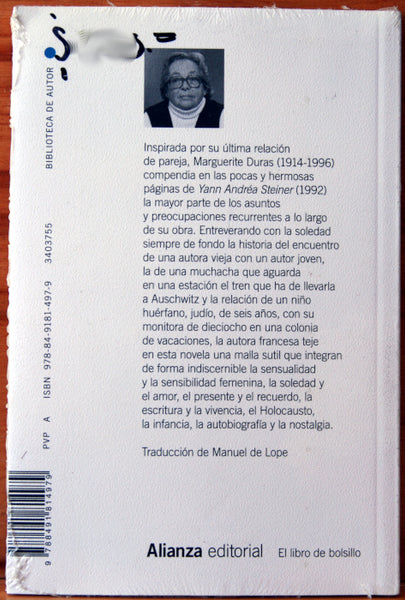 Inspirada por su última relación
de pareja, Marguerite Duras (1914-1996)
compendia en las pocas y hermosas
páginas de Yann Andréa Steiner (1992)
la mayor parte de los asuntos
y preocupaciones recurrentes a lo largo
de su obra. Entreverando con la soledad
siempre de fondo la historia del encuentro
de una autora vieja con un autor joven,
la de una muchacha que aguarda
en una estación el tren que ha de llevarla
a Auschwitz y la relación de un niño
huérfano, judío, de seis años, con su
monitora de dieciocho en una colonia
de vacaciones, la autora francesa teje
en esta novela una malla sutil que integran
de forma indiscernible la sensualidad
y la sensibilidad femenina, la soledad y
el amor, el presente y el recuerdo, la
escritura y la vivencia, el Holocausto,
la infancia, la autobiografía y la nostalgia.
Traducción de Manuel de Lope
Alianza editorial El libro de bolsillo
PVP A ISBN 978-84-9181-497-9 3403755 BIBLIOTECA DE AUTOR
9 788491 814979